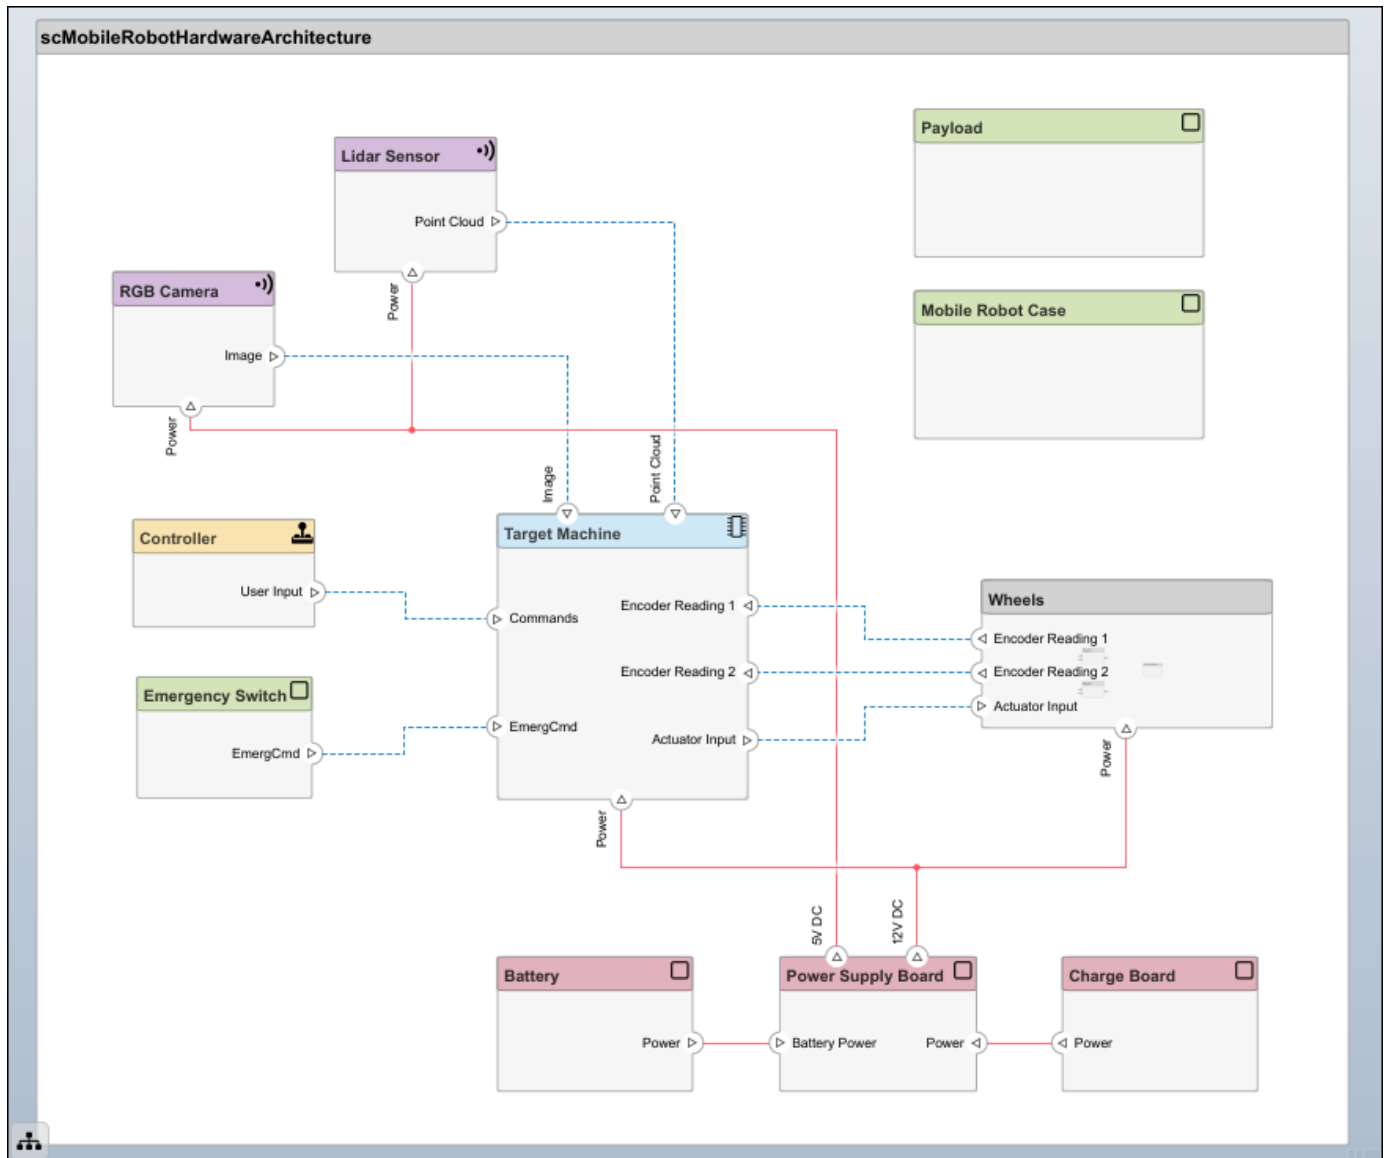 scMobileRobotHardwareArchitecture
Payload
Lidar Sensor
Point Cloud
Power
RGB Camera
Image
Power
Mobile Robot Case
Image
Point Cloud
Controller
User Input
Target Machine
Commands
EmergCmd
Encoder Reading 1
Encoder Reading 2
Actuator Input
Power
Emergency Switch
EmergCmd
Wheels
Encoder Reading 1
Encoder Reading 2
Actuator Input
Power
5V DC
12V DC
Battery
Power
Power Supply Board
Battery Power
Power
Charge Board
Power